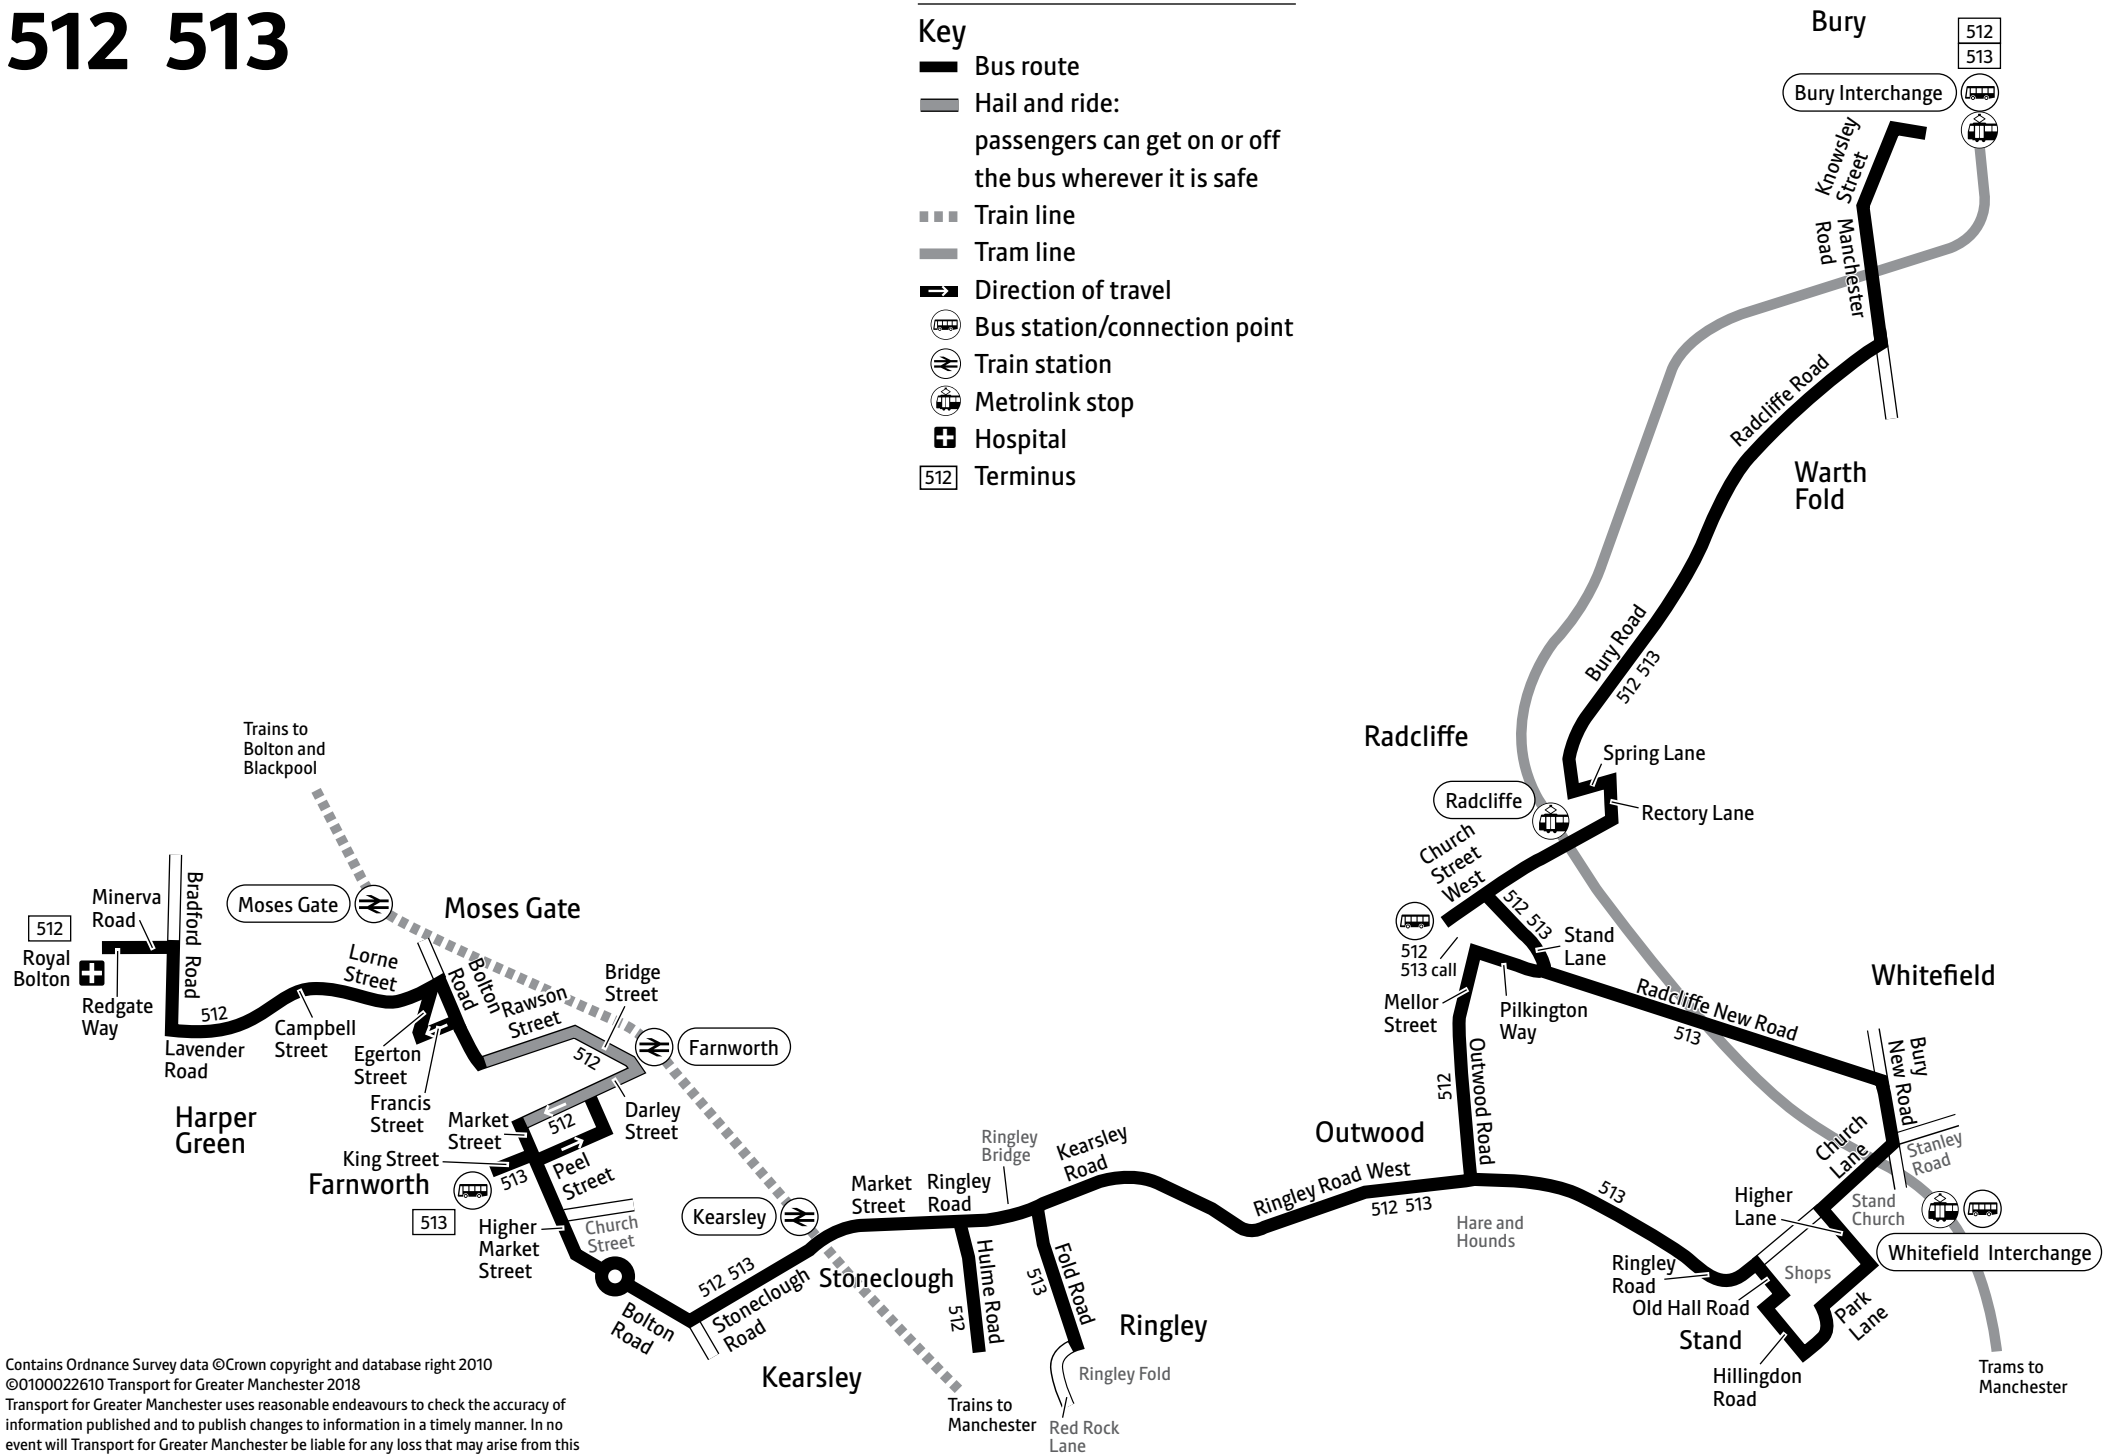 512 513
Key
Bus route
Hail and ride:
passengers can get on or off
the bus wherever it is safe
Train line
Tram line
Direction of travel
Bus station/connection point
Train station
Metrolink stop
Hospital
512 Terminus
Bury
512
513
Bury Interchange
Knowsley
Street
Manchester
Road
Radcliffe Road
Warth
Fold
Bury Road
512 513
Radcliffe
Spring Lane
Radcliffe
Rectory Lane
Church
Street
West
512 513
512
513 call
Stand
Lane
Mellor
Street
Pilkington
Way
Radcliffe New Road
513
Whitefield
Bury
New Road
Outwood Road
512
Church
Lane
Stanley
Road
Stand
Church
Higher
Lane
Whitefield Interchange
Shops
Ringley
Road
Old Hall Road
Park
Lane
Stand
Hillingdon
Road
Trams to
Manchester
Trains to
Bolton and
Blackpool
Minerva
Road
Bradford Road
Moses Gate
Moses Gate
512
Royal
Bolton
Redgate
Way
512
Lavender
Road
Lorne
Street
Campbell
Street
Bolton
Road
Rawson
Street
Bridge
Street
Egerton
Street
Francis
Street
512
Farnworth
Harper
Green
Market
Street
512
Darley
Street
King Street
Farnworth
513
Peel
Street
513
Higher
Market
Street
Church
Street
Kearsley
Bolton
Road
512 513
Stoneclough
Road
Stoneclough
Kearsley
Market
Street
Ringley
Road
Ringley
Bridge
Kearsley
Road
Hulme Road
512
Fold Road
513
Ringley
Ringley Fold
Red Rock
Lane
Trains to
Manchester
Outwood
Ringley Road West
512 513
Hare and
Hounds
513
Contains Ordnance Survey data ©Crown copyright and database right 2010
©0100022610 Transport for Greater Manchester 2018
Transport for Greater Manchester uses reasonable endeavours to check the accuracy of
information published and to publish changes to information in a timely manner. In no
event will Transport for Greater Manchester be liable for any loss that may arise from this